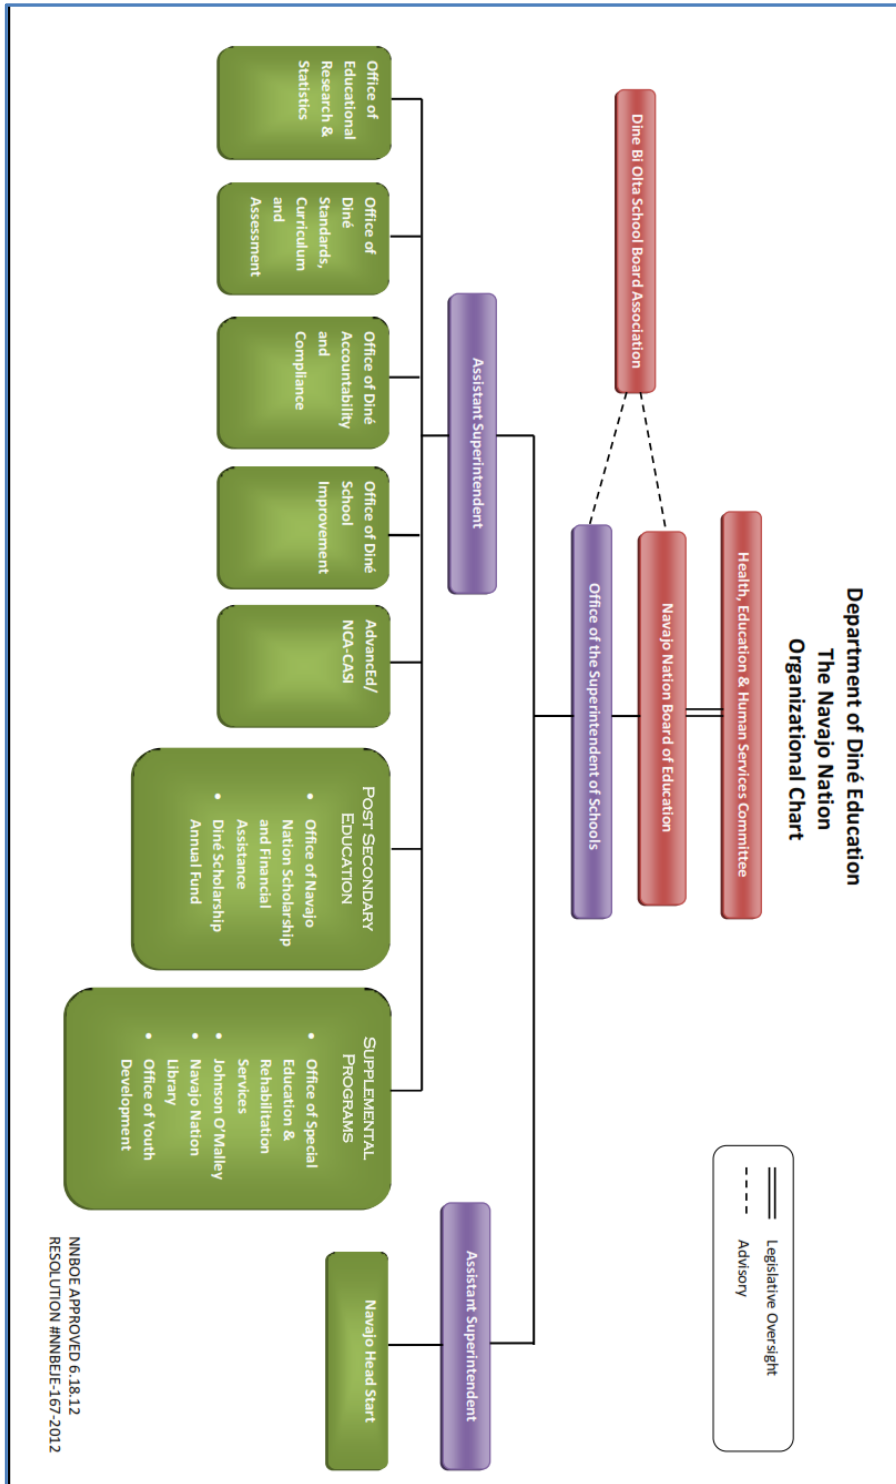 Department of Diné Education
The Navajo Nation
Organizational Chart
Legislative Oversight
Advisory
Health, Education & Human Services Committee
Navajo Nation Board of Education
Dine Bi Olta School Board Association
Office of the Superintendent of Schools
Assistant Superintendent
Assistant Superintendent
Office of
Educational
Research &
Statistics
Office of
Diné
Standards,
Curriculum
and
Assessment
Office of Diné
Accountability
and
Compliance
Office of Diné
School
Improvement
AdvancEd/
NCA-CASI
POST SECONDARY
EDUCATION
• Office of Navajo
Nation Scholarship
and Financial
Assistance
• Diné Scholarship
Annual Fund
SUPPLEMENTAL
PROGRAMS
• Office of Special
Education &
Rehabilitation
Services
• Johnson O’Malley
• Navajo Nation
Library
• Office of Youth
Development
Navajo Head Start
NNBOE APPROVED 6.18.12
RESOLUTION #NNBEJE-167-2012